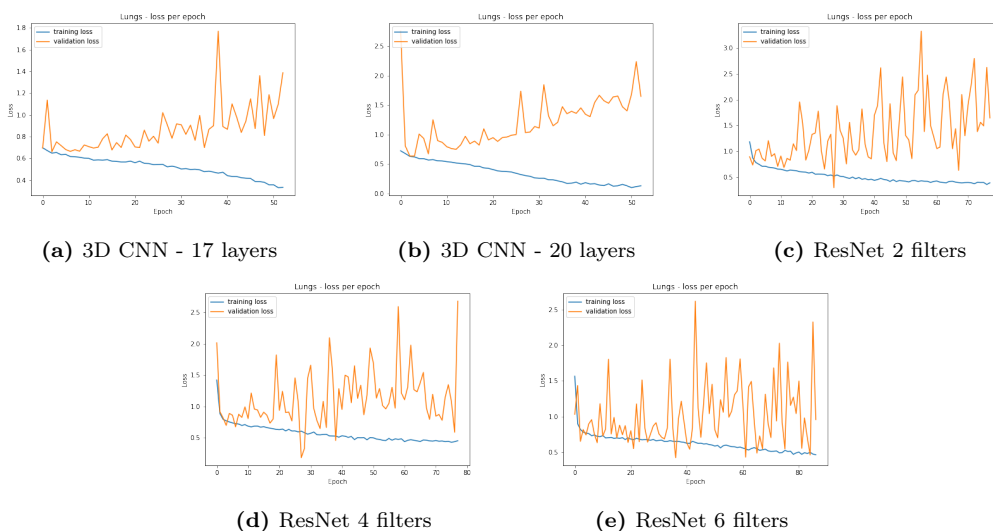 Lungs - loss per epoch
training loss
validation loss
1.8
1.6
1.4
1.2
1.0
0.8
0.6
0.4
Loss
0
10
20
30
40
50
Epoch
(a) 3D CNN - 17 layers
Lungs - loss per epoch
training loss
validation loss
2.5
2.0
1.5
1.0
0.5
0.0
Loss
0
10
20
30
40
50
Epoch
(b) 3D CNN - 20 layers
Lungs - loss per epoch
training loss
validation loss
3.0
2.5
2.0
1.5
1.0
0.5
Loss
0
10
20
30
40
50
60
70
Epoch
(c) ResNet 2 filters
Lungs - loss per epoch
training loss
validation loss
2.5
2.0
1.5
1.0
0.5
Loss
0
10
20
30
40
50
60
70
80
Epoch
(d) ResNet 4 filters
Lungs - loss per epoch
training loss
validation loss
2.5
2.0
1.5
1.0
0.5
Loss
0
20
40
60
80
Epoch
(e) ResNet 6 filters